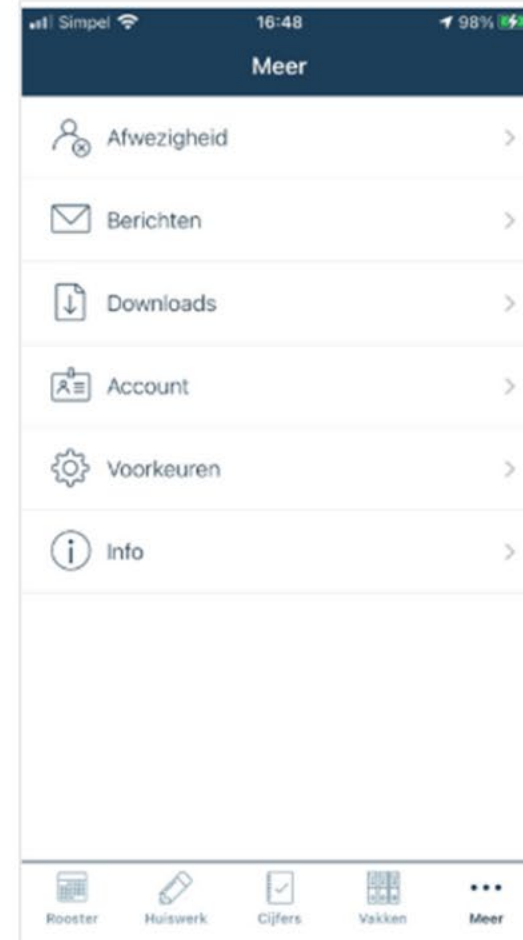 Simpel 16:48 98%
Meer
Afwezigheid
Berichten
Downloads
Account
Voorkeuren
Info
Rooster Huiswerk Cijfers Vakken Meer